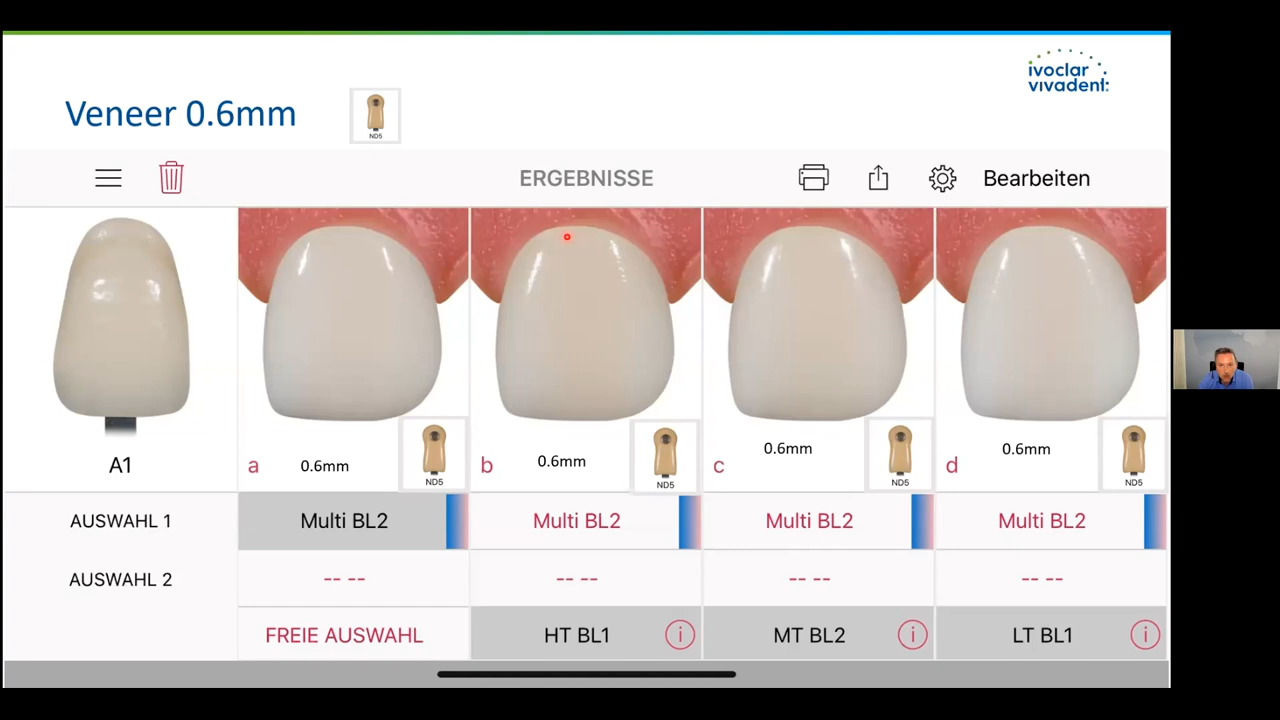 ivoclar
vivadent:
Veneer 0.6mm
ND5
ERGEBNISSE
Bearbeiten
A1
a
0.6mm
ND5
b
0.6mm
ND5
c
0.6mm
ND5
d
0.6mm
ND5
AUSWAHL 1
Multi BL2
Multi BL2
Multi BL2
Multi BL2
AUSWAHL 2
-- --
-- --
-- --
-- --
FREIE AUSWAHL
HT BL1
i
MT BL2
i
LT BL1
i